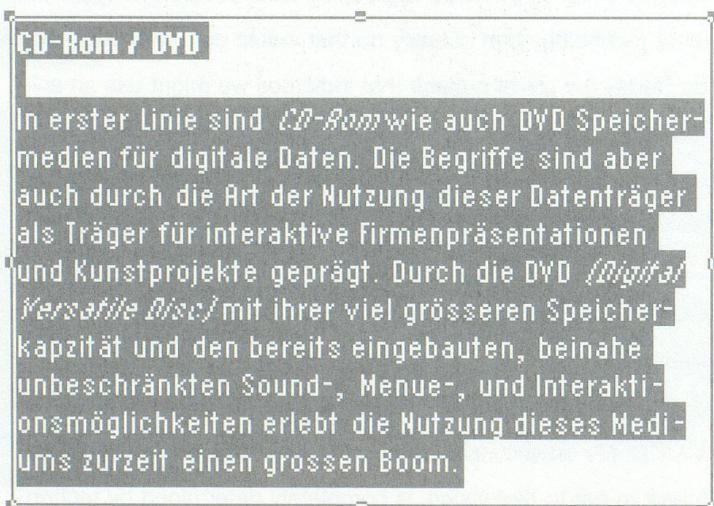 CD-Rom / DVD
In erster Linie sind CD-Rom wie auch DVD Speicher-
medien für digitale Daten. Die Begriffe sind aber
auch durch die Art der Nutzung dieser Datenträger
als Träger für interaktive Firmenpräsentationen
und Kunstprojekte geprägt. Durch die DVD (Digital
Versatile Disc) mit ihrer viel grösseren Speicher-
kapzität und den bereits eingebauten, beinahe
unbeschränkten Sound-, Menue-, und Interakti-
onsmöglichkeiten erlebt die Nutzung dieses Medi-
ums zurzeit einen grossen Boom.